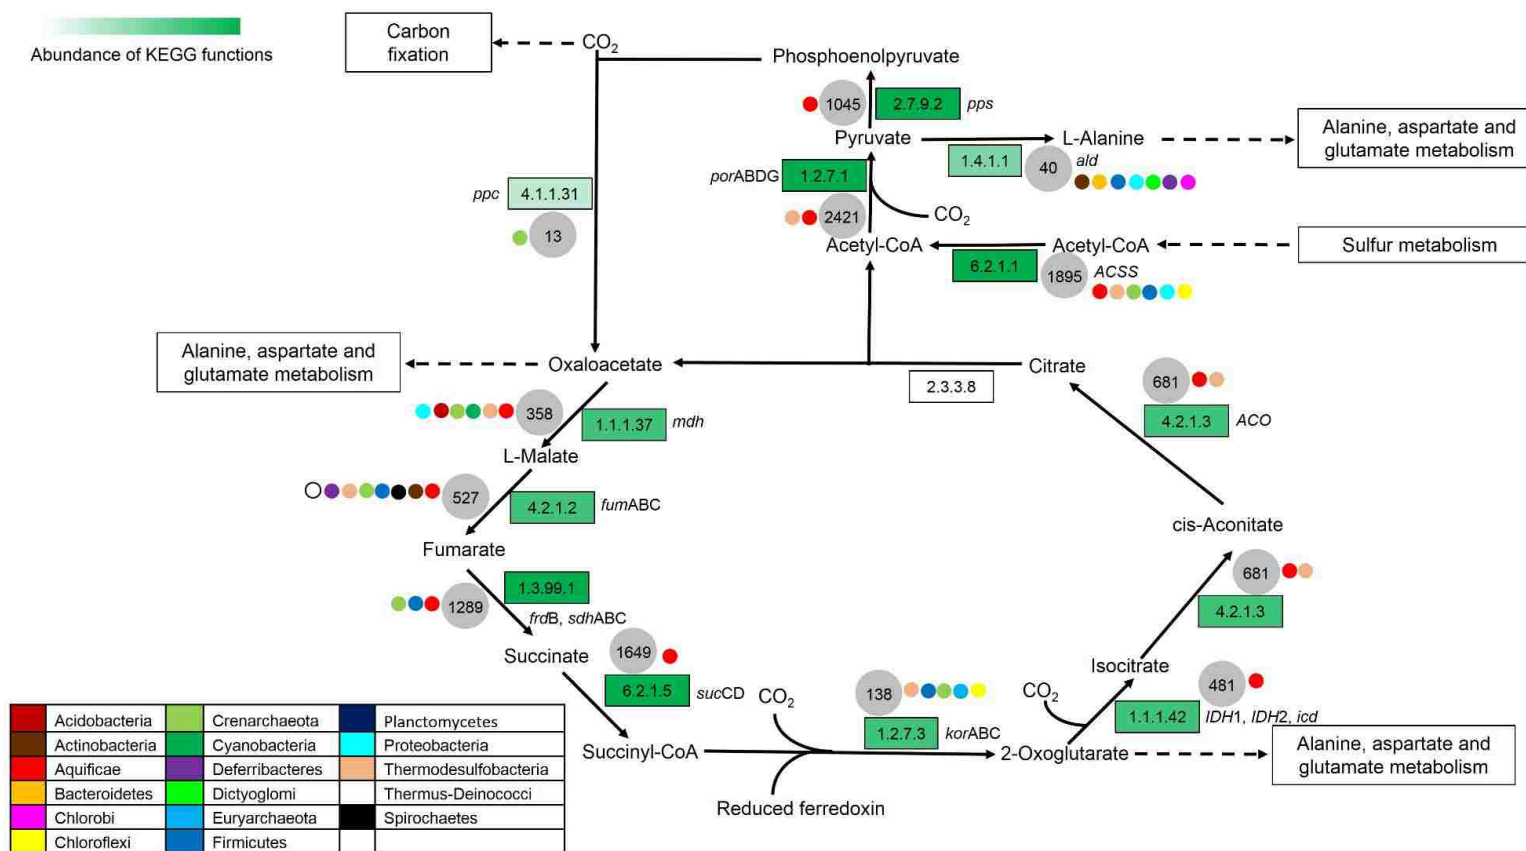 Abundance of KEGG functions
Carbon
fixation
CO₂
Phosphoenolpyruvate
1045
2.7.9.2
pps
Pyruvate
L-Alanine
Alanine, aspartate and
glutamate metabolism
1.4.1.1
40
ald
porABDG
1.2.7.1
2421
CO₂
ppc
4.1.1.31
13
Acetyl-CoA
Acetyl-CoA
Sulfur metabolism
6.2.1.1
1895
ACSS
Alanine, aspartate and
glutamate metabolism
Oxaloacetate
Citrate
2.3.3.8
681
4.2.1.3
ACO
358
1.1.1.37
mdh
L-Malate
527
4.2.1.2
fumABC
Fumarate
cis-Aconitate
681
4.2.1.3
1289
1.3.99.1
frdB, sdhABC
Succinate
1649
6.2.1.5
sucCD
Succinyl-CoA
CO₂
138
1.2.7.3
korABC
Reduced ferredoxin
2-Oxoglutarate
CO₂
Isocitrate
481
1.1.1.42
IDH1, IDH2, icd
Alanine, aspartate and
glutamate metabolism
Acidobacteria Crenarchaeota Planctomycetes
Actinobacteria Cyanobacteria Proteobacteria
Aquificae Deferribacteres Thermodesulfobacteria
Bacteroidetes Dictyoglomi Thermus-Deinococci
Chlorobi Euryarchaeota Spirochaetes
Chloroflexi Firmicutes